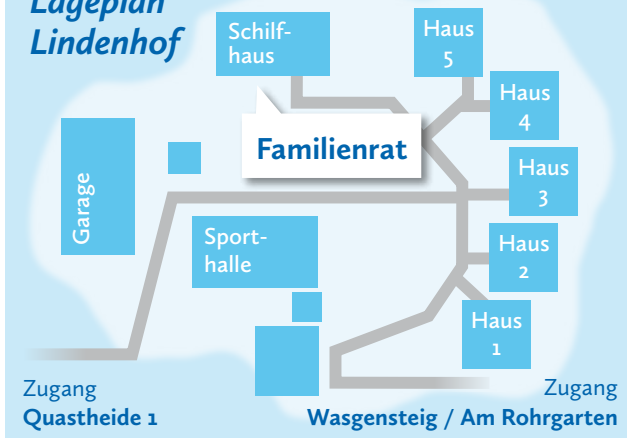 Lageplan
Lindenhof
Schilf-
haus
Haus
5
Haus
4
Familienrat
Haus
3
Garage
Sport-
halle
Haus
2
Haus
1
Zugang
Quastheide 1
Zugang
Wasgensteig / Am Rohrgarten